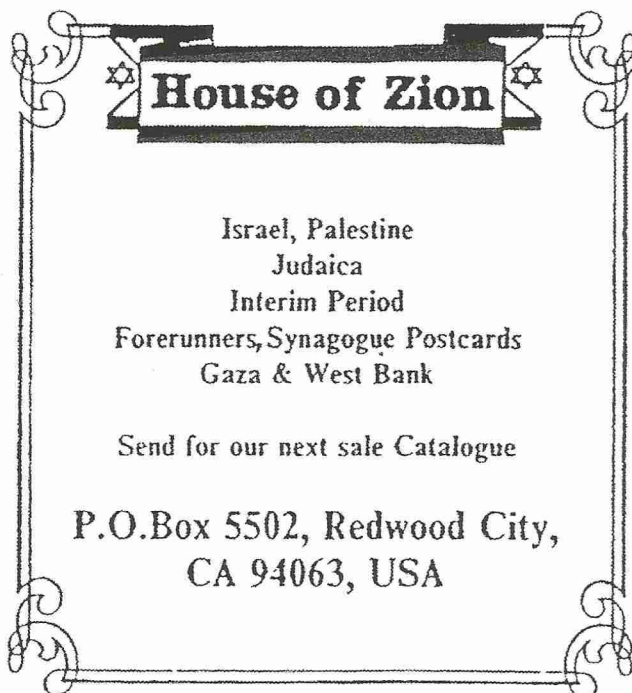 House of Zion
Israel, Palestine
Judaica
Interim Period
Forerunners, Synagogue Postcards
Gaza & West Bank
Send for our next sale Catalogue
P.O.Box 5502, Redwood City,
CA 94063, USA